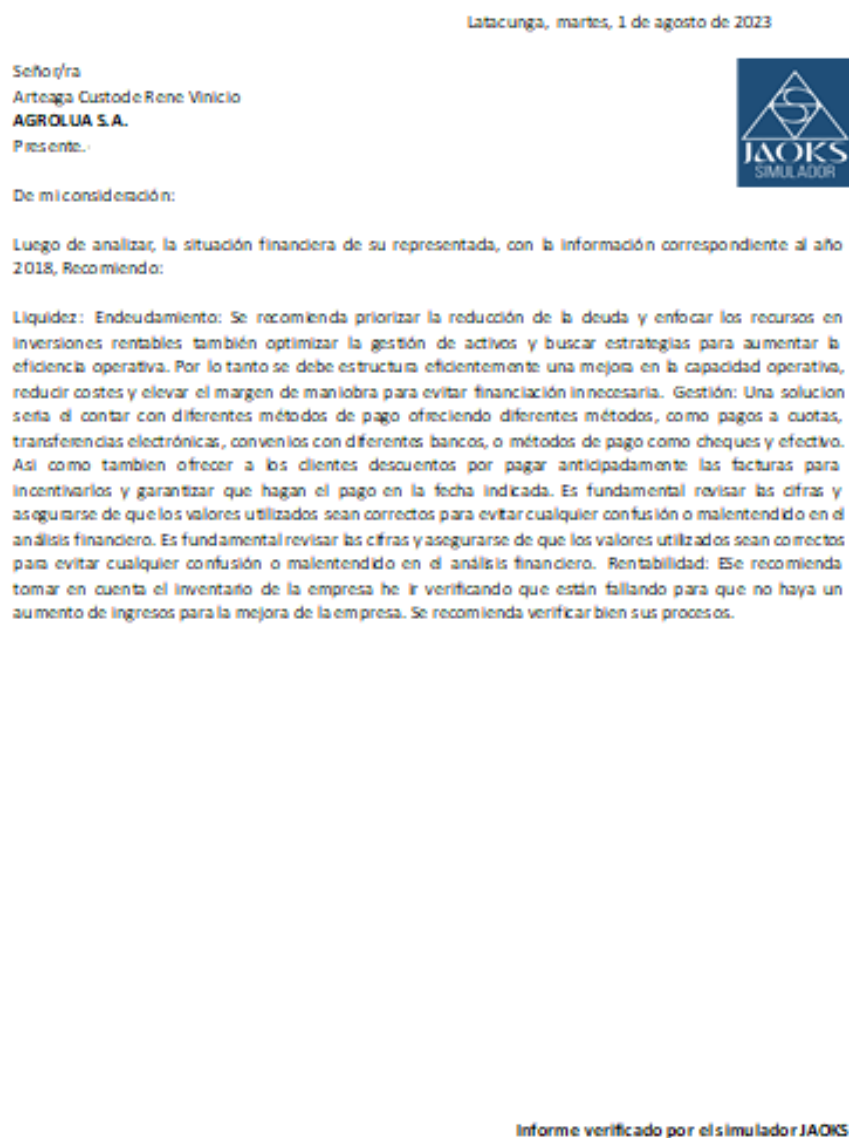 Latacunga, martes, 1 de agosto de 2023
Señor/ra
Arteaga Custode Rene Vinicio
AGROLUA S.A.
Presente.-
JAOKS
SIMULADOR
De mi consideración:
Luego de analizar, la situación financiera de su representada, con la información correspondiente al año
2018, Recomiendo:
Liquidez: Endeudamiento: Se recomienda priorizar la reducción de la deuda y enfocar los recursos en
inversiones rentables también optimizar la gestión de activos y buscar estrategias para aumentar la
eficiencia operativa. Por lo tanto se debe estructura eficientemente una mejora en la capacidad operativa,
reducir costes y elevar el margen de maniobra para evitar financiación innecesaria. Gestión: Una solucion
seria el contar con diferentes métodos de pago ofreciendo diferentes métodos, como pagos a cuotas,
transferencias electrónicas, convenios con diferentes bancos, o métodos de pago como cheques y efectivo.
Asi como tambien ofrecer a los clientes descuentos por pagar anticipadamente las facturas para
incentivarlos y garantizar que hagan el pago en la fecha indicada. Es fundamental revisar las cifras y
asegurarse de que los valores utilizados sean correctos para evitar cualquier confusión o malentendido en el
análisis financiero. Es fundamental revisar las cifras y asegurarse de que los valores utilizados sean correctos
para evitar cualquier confusión o malentendido en el análisis financiero. Rentabilidad: ESe recomienda
tomar en cuenta el inventario de la empresa he ir verificando que están fallando para que no haya un
aumento de ingresos para la mejora de la empresa. Se recomienda verificar bien sus procesos.
Informe verificado por el simulador JAOKS